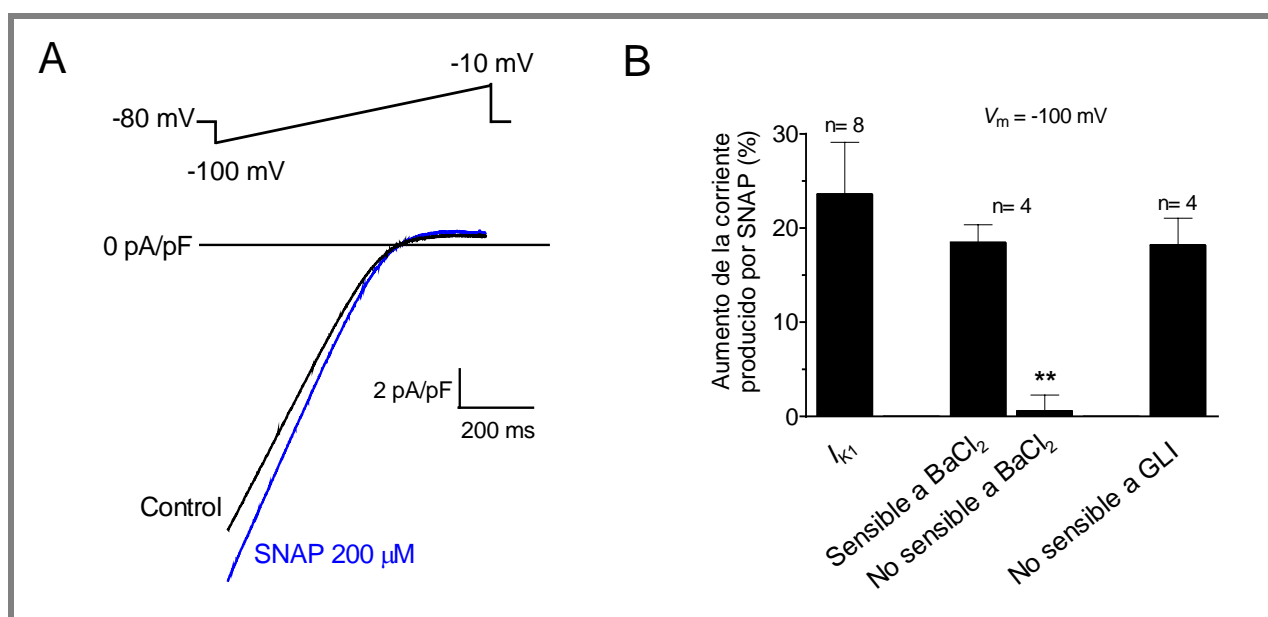 A
-10 mV
-80 mV
-100 mV
0 pA/pF
2 pA/pF
200 ms
Control
SNAP 200 μM
B
Vm = -100 mV
Aumento de la corriente
producido por SNAP (%)
30
20
10
0
n= 8
n= 4
**
n= 4
IK1
Sensible a BaCl2
No sensible a BaCl2
No sensible a GLI